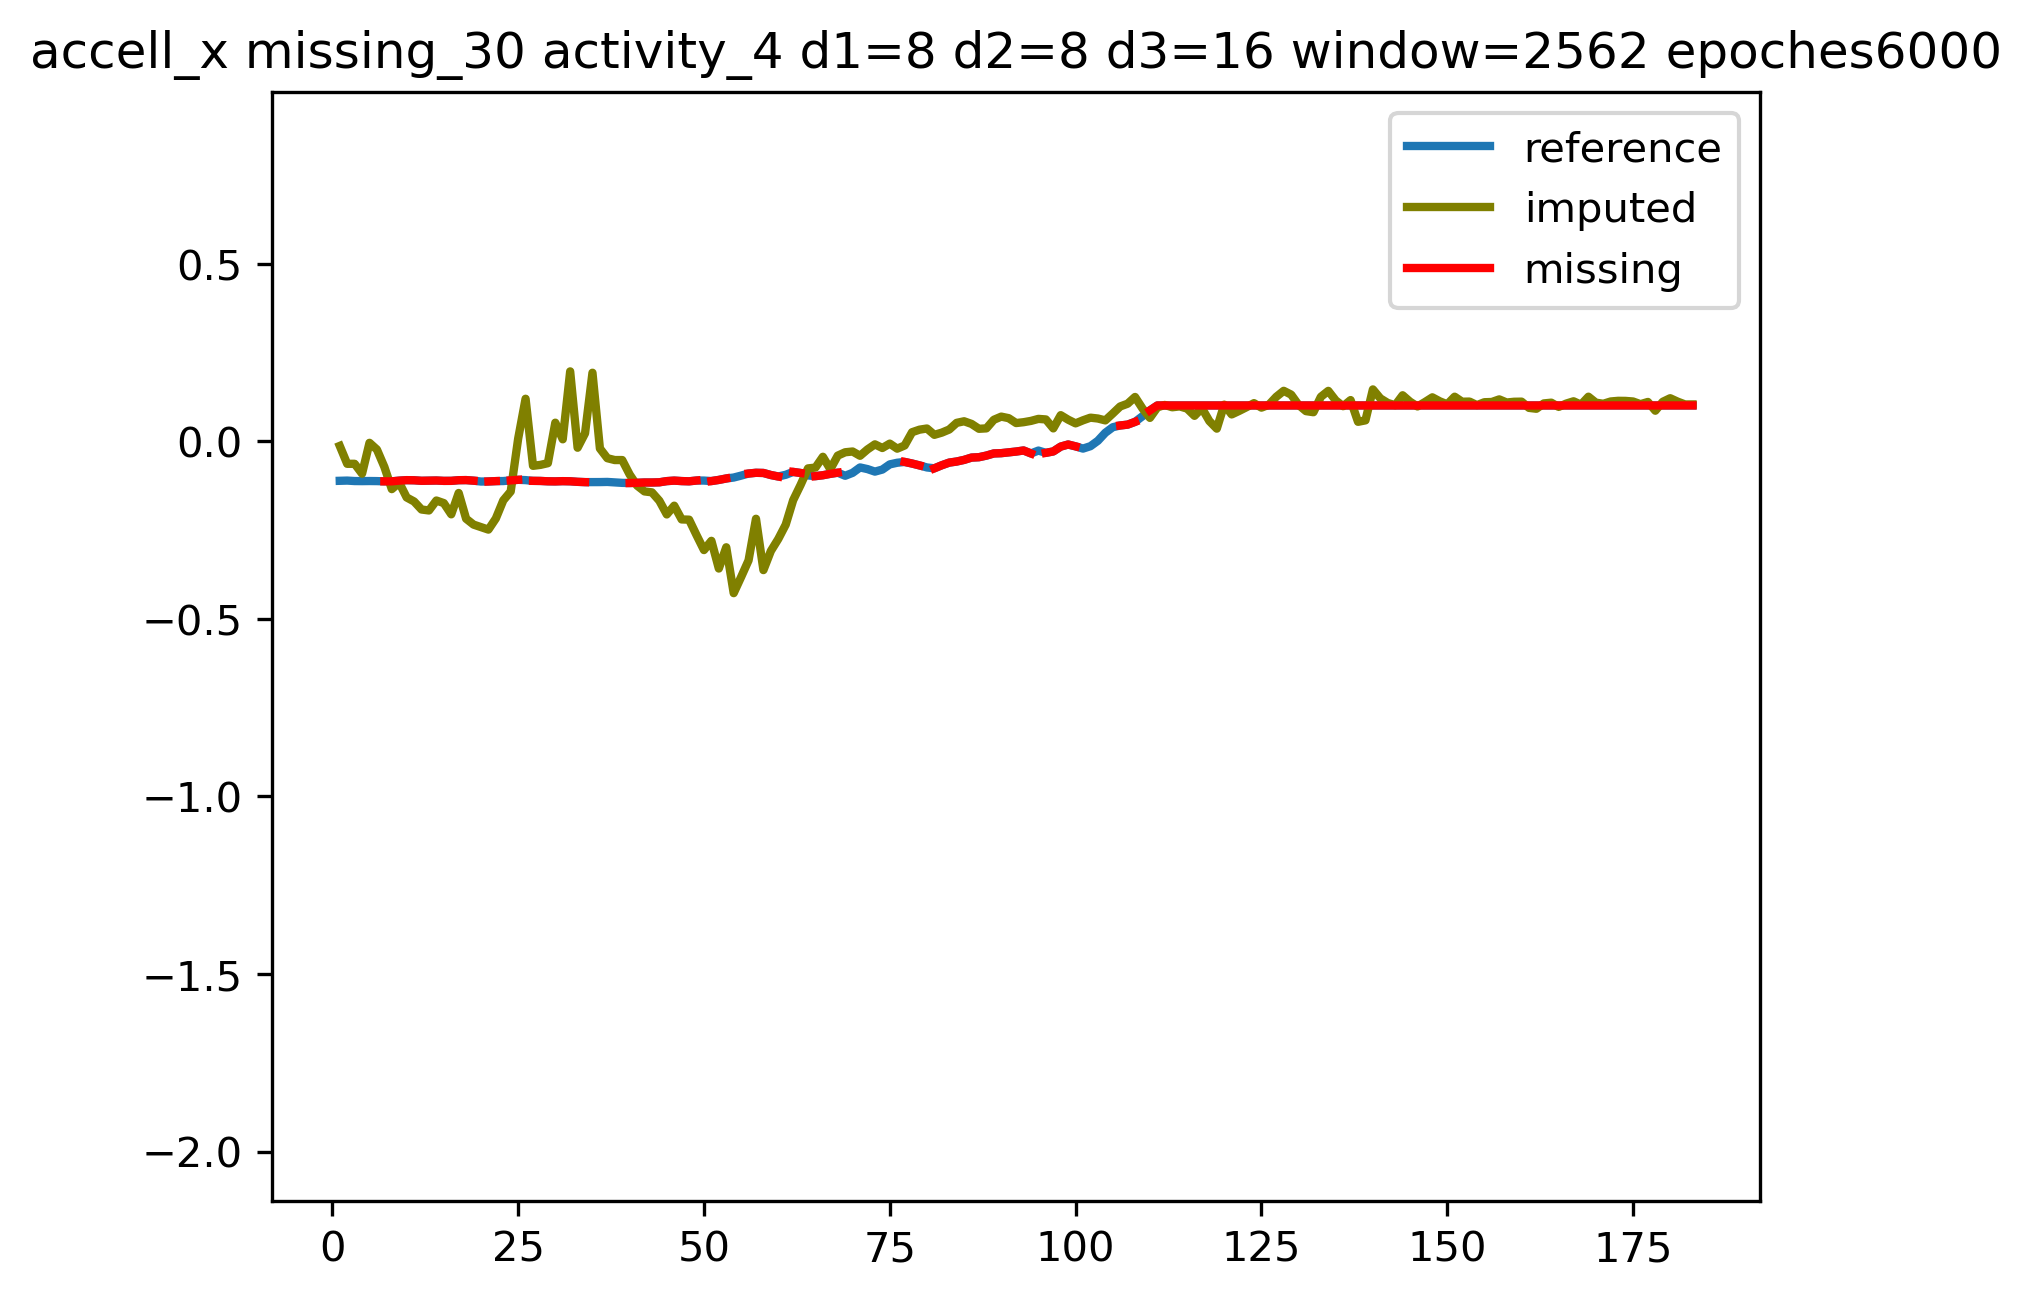 accell_x missing_30 activity_4 d1=8 d2=8 d3=16 window=2562 epoches6000
reference
imputed
missing
0.5
0.0
−0.5
−1.0
−1.5
−2.0
0 25 50 75 100 125 150 175